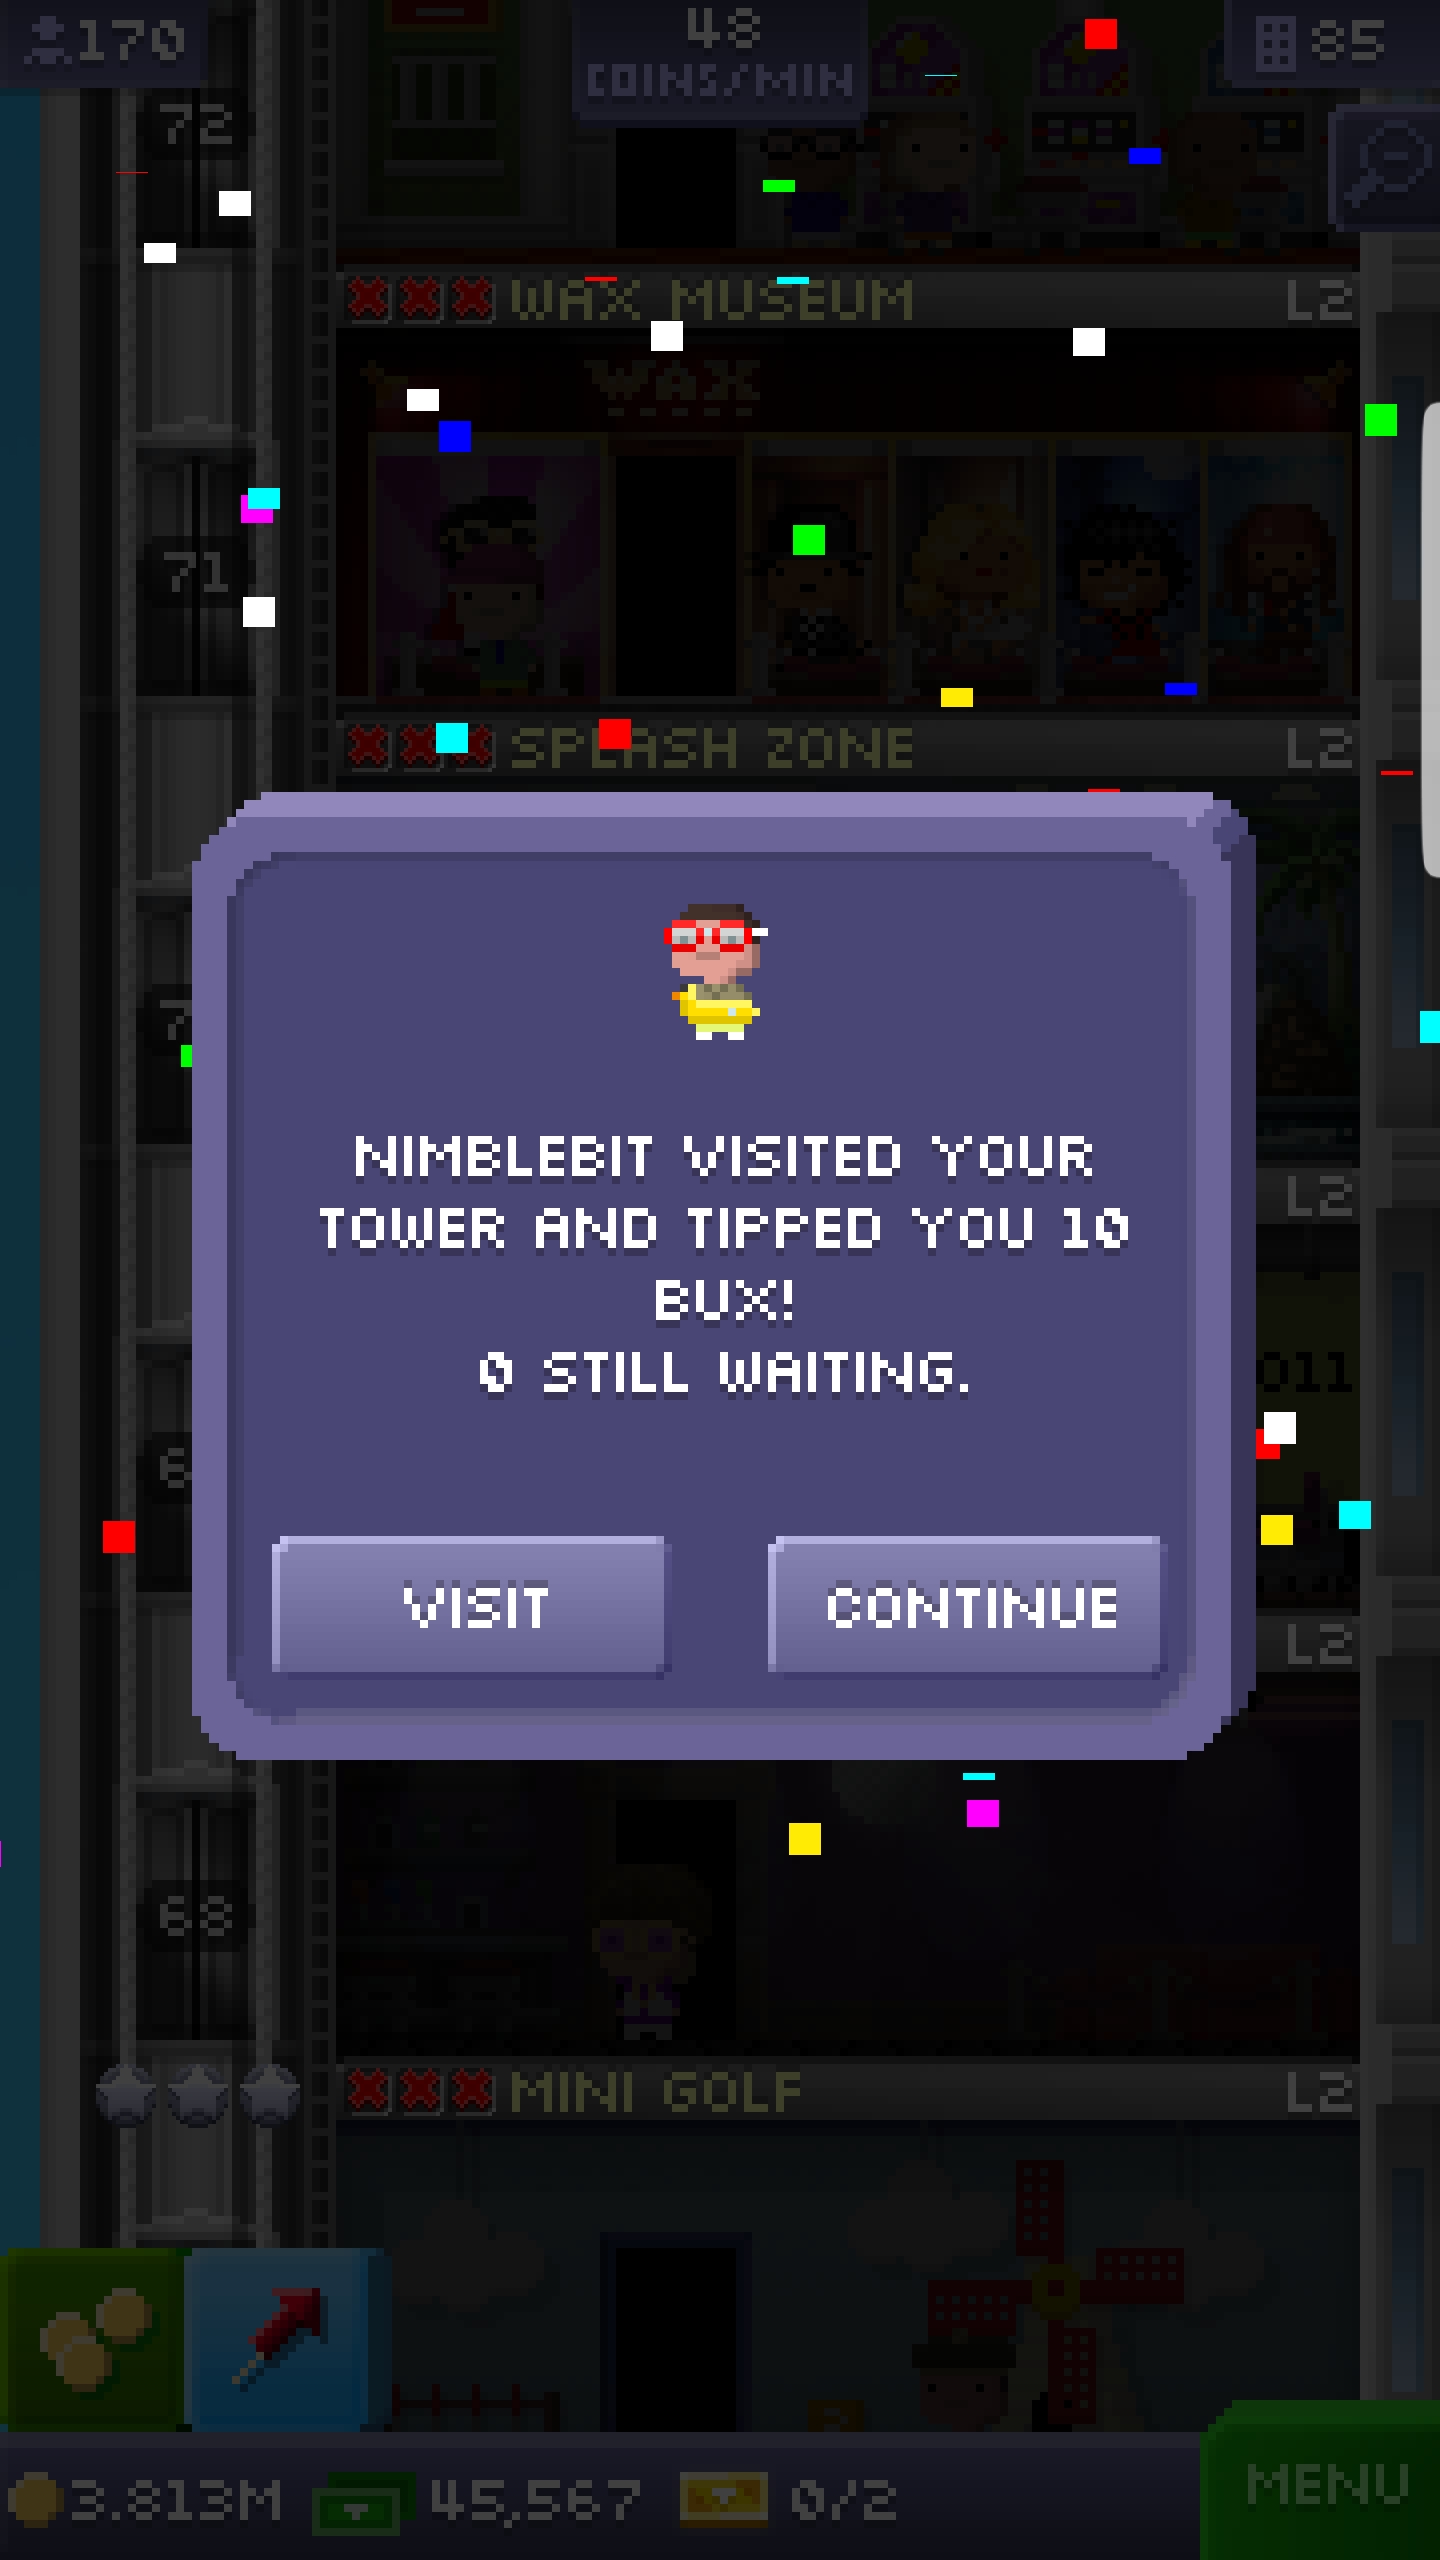 170
48
COINS/MIN
85
72
WAX MUSEUM L2
WAX
71
SPLASH ZONE L2
NIMBLEBIT VISITED YOUR
TOWER AND TIPPED YOU 10
BUX!
0 STILL WAITING.
L2
VISIT
CONTINUE
L2
68
MINI GOLF L2
3.813M
45,567
0/2
MENU